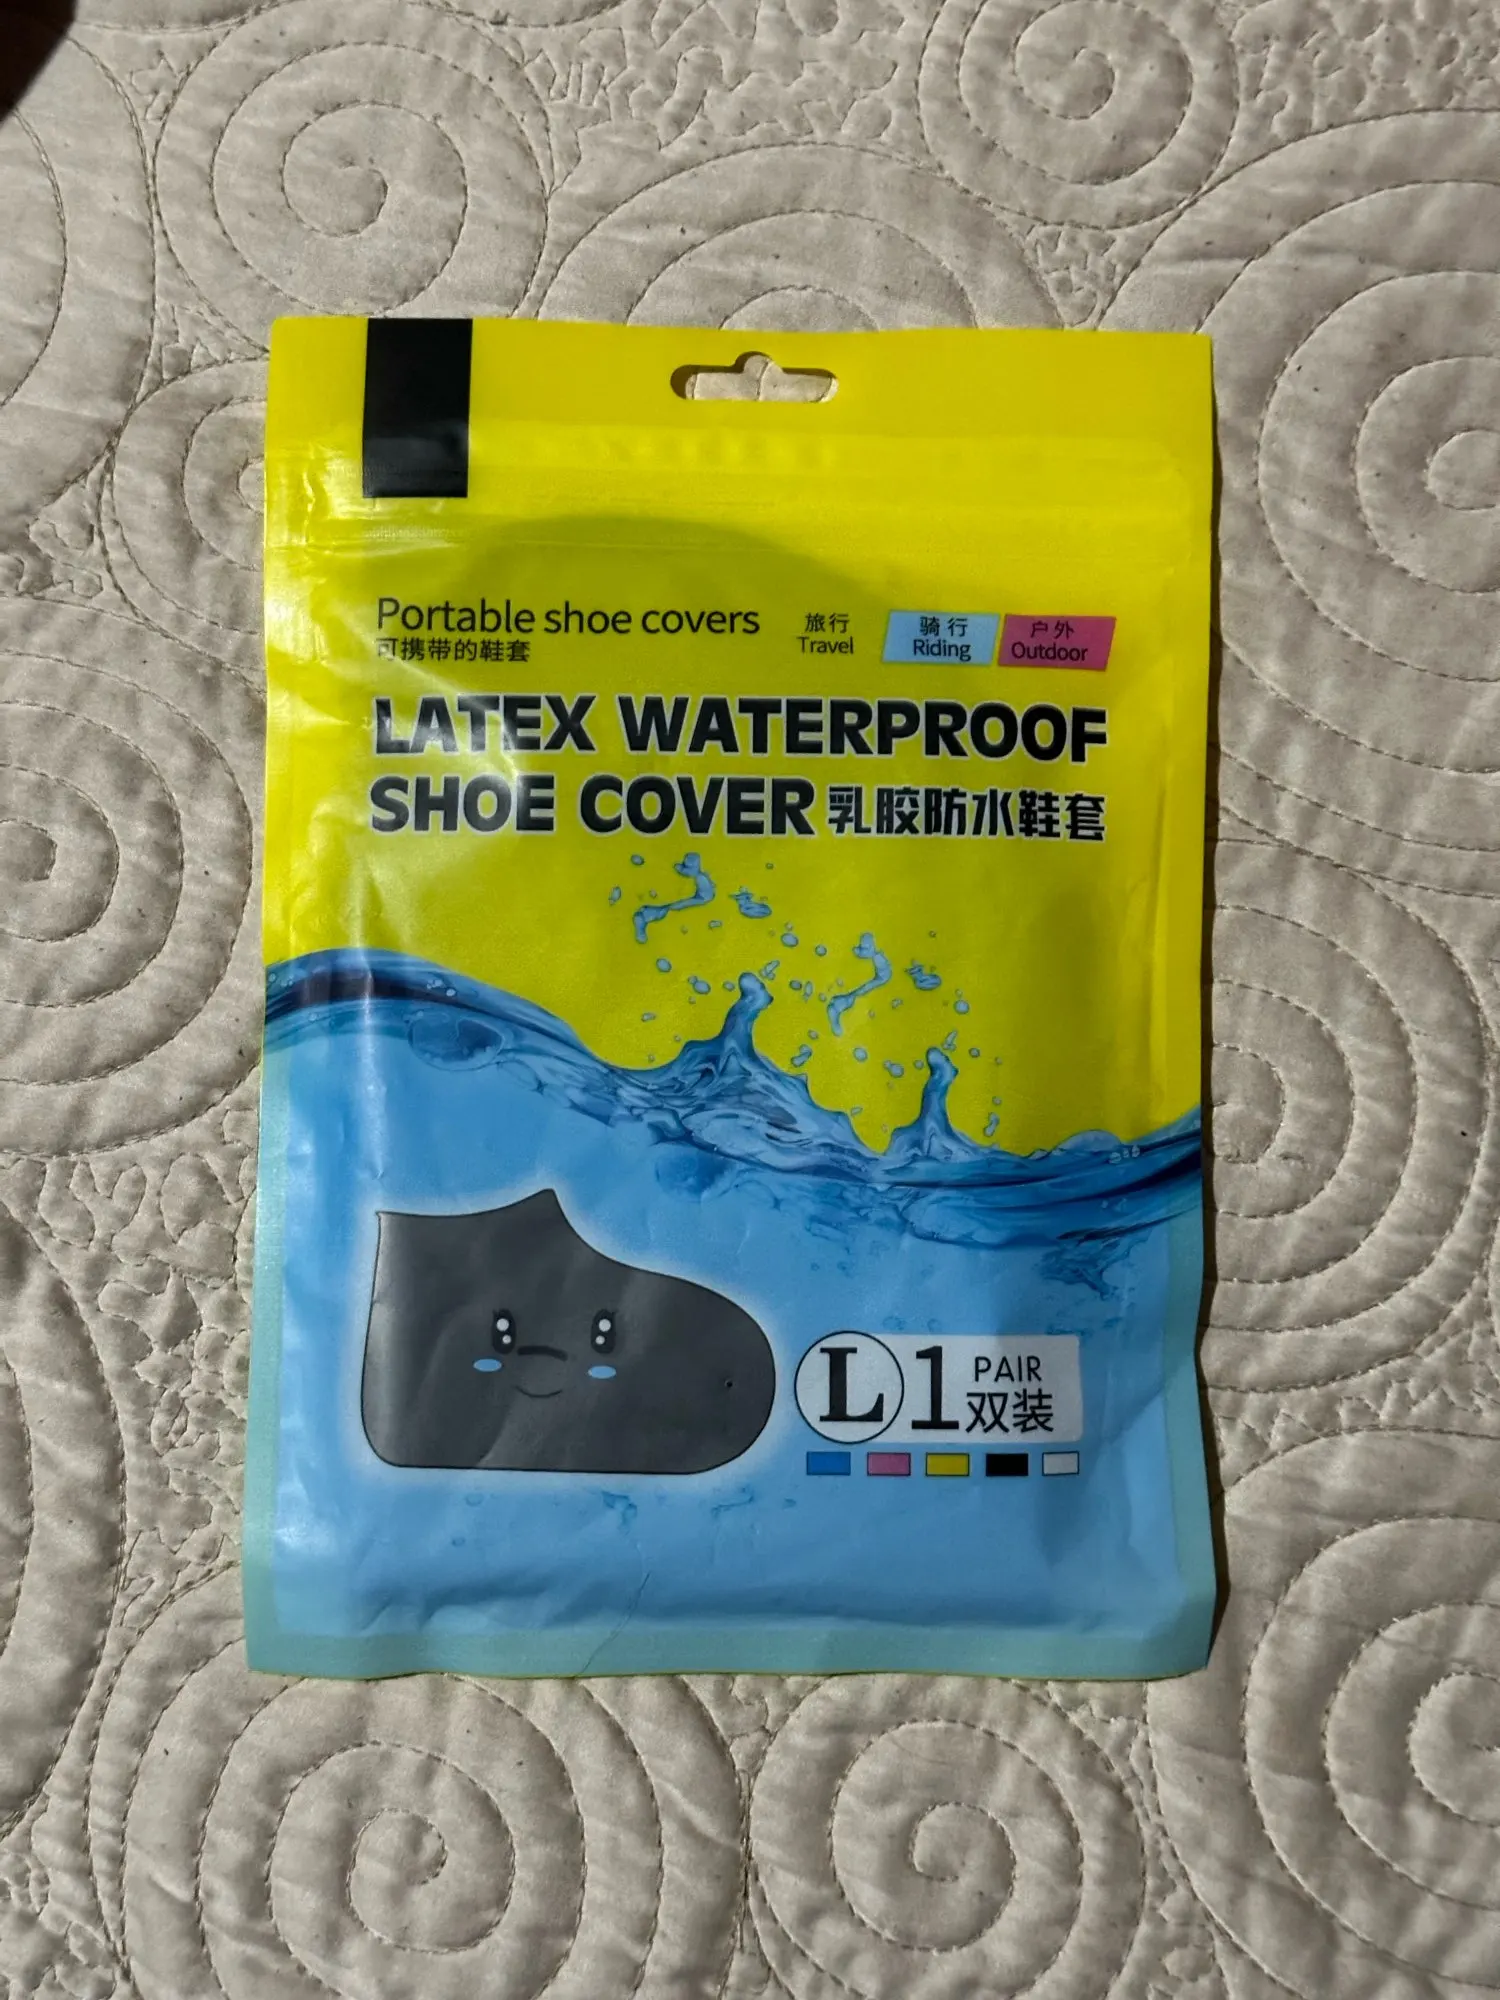 Portable shoe covers
可携带的鞋套
旅行
Travel
骑行
Riding
户外
Outdoor
LATEX WATERPROOF
SHOE COVER 乳胶防水鞋套
L 1 PAIR
双装